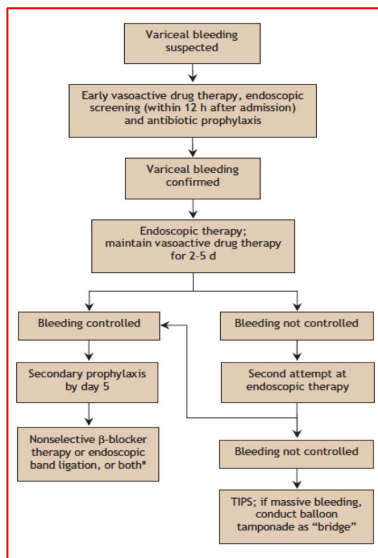 Variceal bleeding
suspected
Early vasoactive drug therapy, endoscopic
screening (within 12 h after admission)
and antibiotic prophylaxis
Variceal bleeding
confirmed
Endoscopic therapy;
maintain vasoactive drug therapy
for 2-5 d
Bleeding controlled
Bleeding not controlled
Secondary prophylaxis
by day 5
Second attempt at
endoscopic therapy
Nonselective β-blocker
therapy or endoscopic
band ligation, or both*
Bleeding not controlled
TIPS; if massive bleeding,
conduct balloon
tamponade as “bridge”